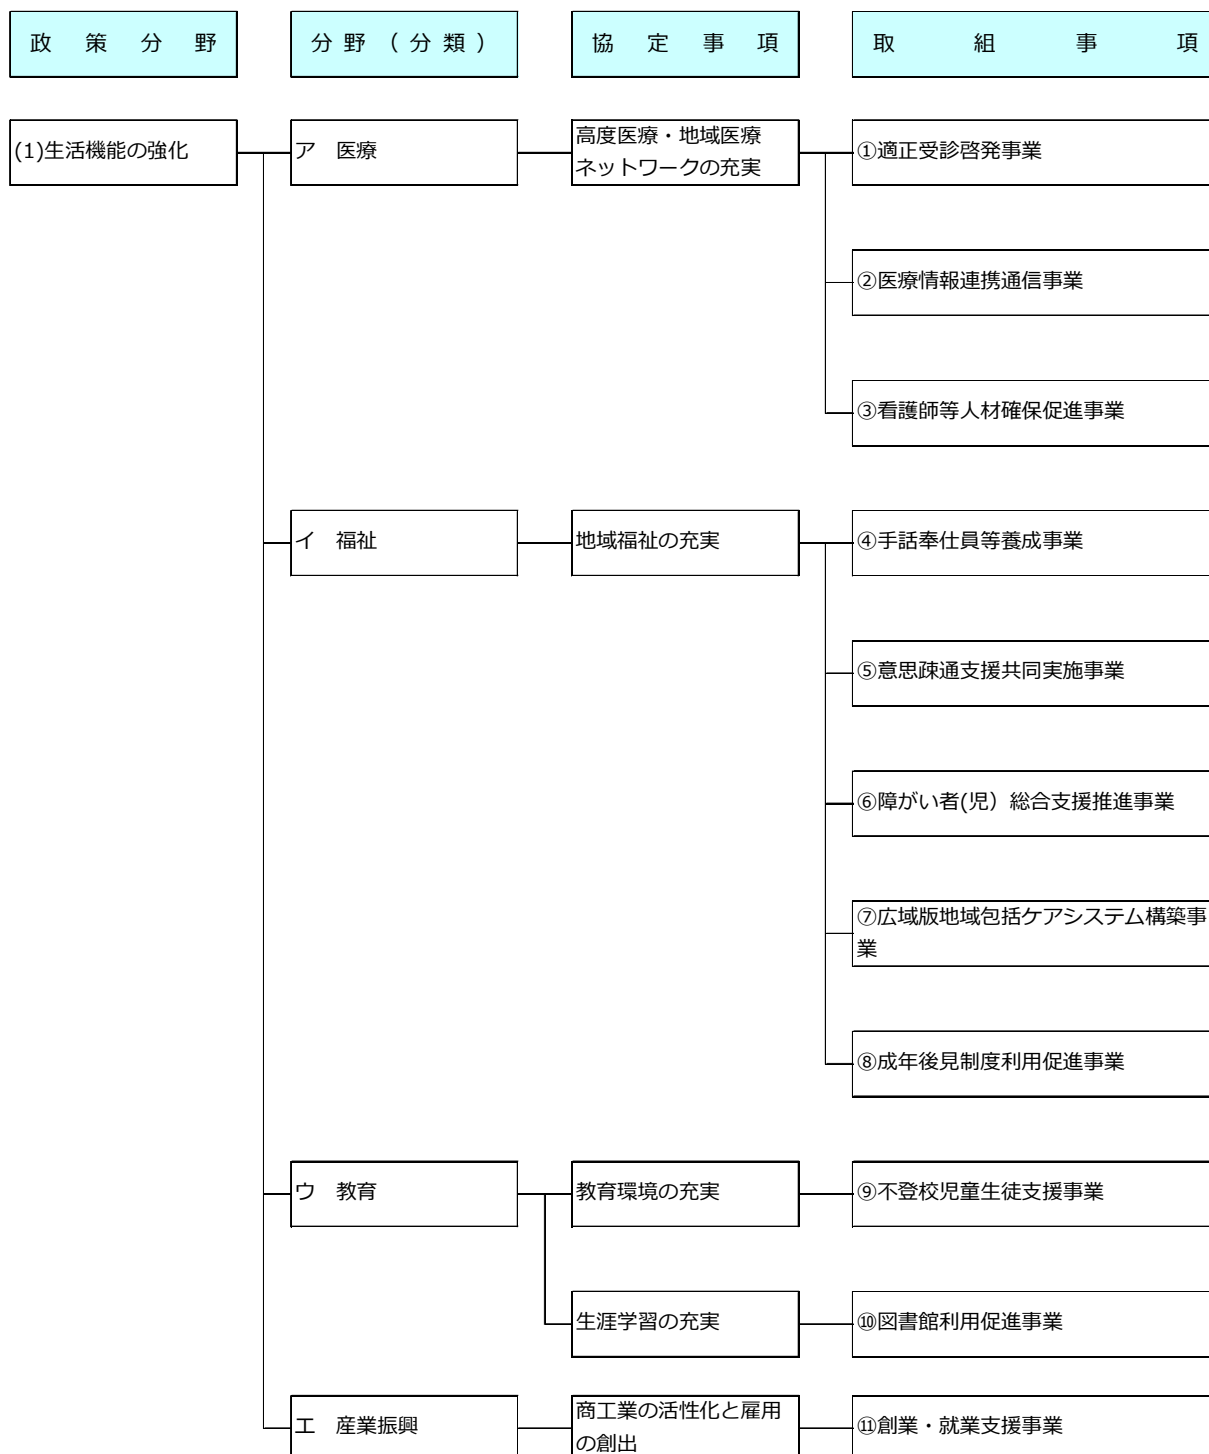 政策分野
分野（分類）
協定事項
取組事項
(1)生活機能の強化
ア　医療
高度医療・地域医療
ネットワークの充実
①適正受診啓発事業
②医療情報連携通信事業
③看護師等人材確保促進事業
イ　福祉
地域福祉の充実
④手話奉仕員等養成事業
⑤意思疎通支援共同実施事業
⑥障がい者(児）総合支援推進事業
⑦広域版地域包括ケアシステム構築事
業
⑧成年後見制度利用促進事業
ウ　教育
教育環境の充実
⑨不登校児童生徒支援事業
生涯学習の充実
⑩図書館利用促進事業
エ　産業振興
商工業の活性化と雇用
の創出
⑪創業・就業支援事業